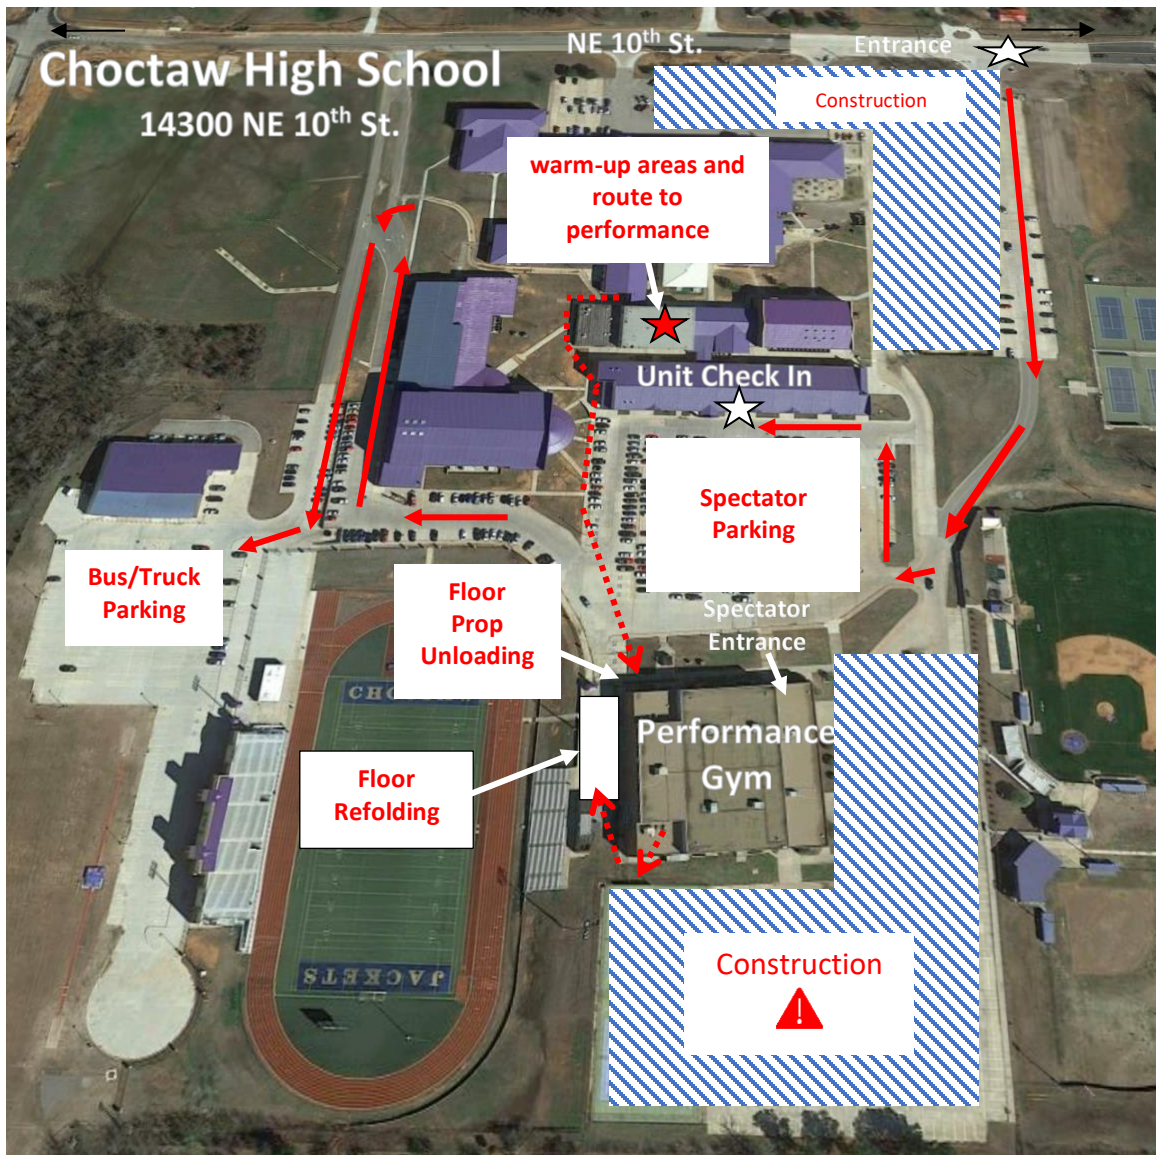 NE 10th St.
Entrance
Choctaw High School
14300 NE 10th St.
Construction
warm-up areas and
route to
performance
Unit Check In
Spectator
Parking
Bus/Truck
Parking
Floor
Prop
Unloading
Spectator
Entrance
Performance
Gym
Floor
Refolding
Construction
JACKETS